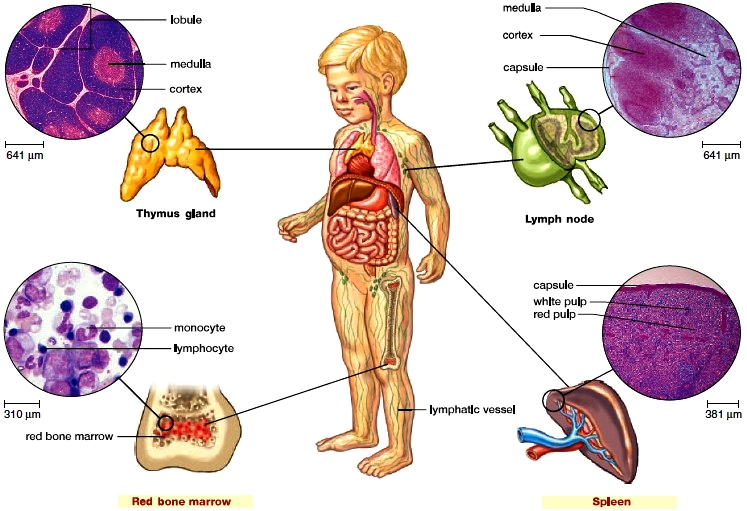 lobule
medulla
cortex
641 µm
Thymus gland
medulla
cortex
capsule
641 µm
Lymph node
monocyte
lymphocyte
310 µm
red bone marrow
Red bone marrow
lymphatic vessel
capsule
white pulp
red pulp
381 µm
Spleen